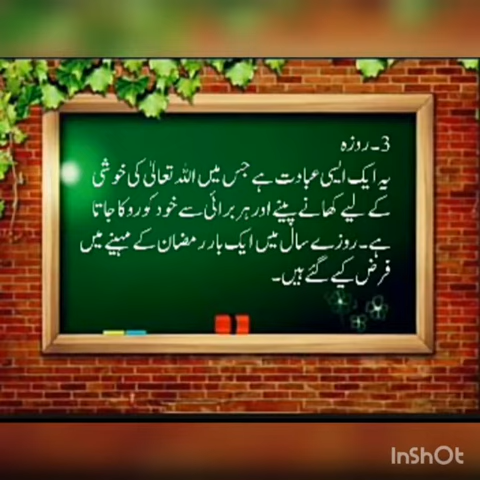 3۔روزہ
یہ ایک ایسی عبادت ہے جس میں اللہ تعالیٰ کی خوشی
کے لیے کھانے پینے اور ہر برائی سے خود کو روکا جاتا
ہے۔ روزے سال میں ایک بار رمضان کے مہینے میں
فرض کیے گئے ہیں۔
InShOt